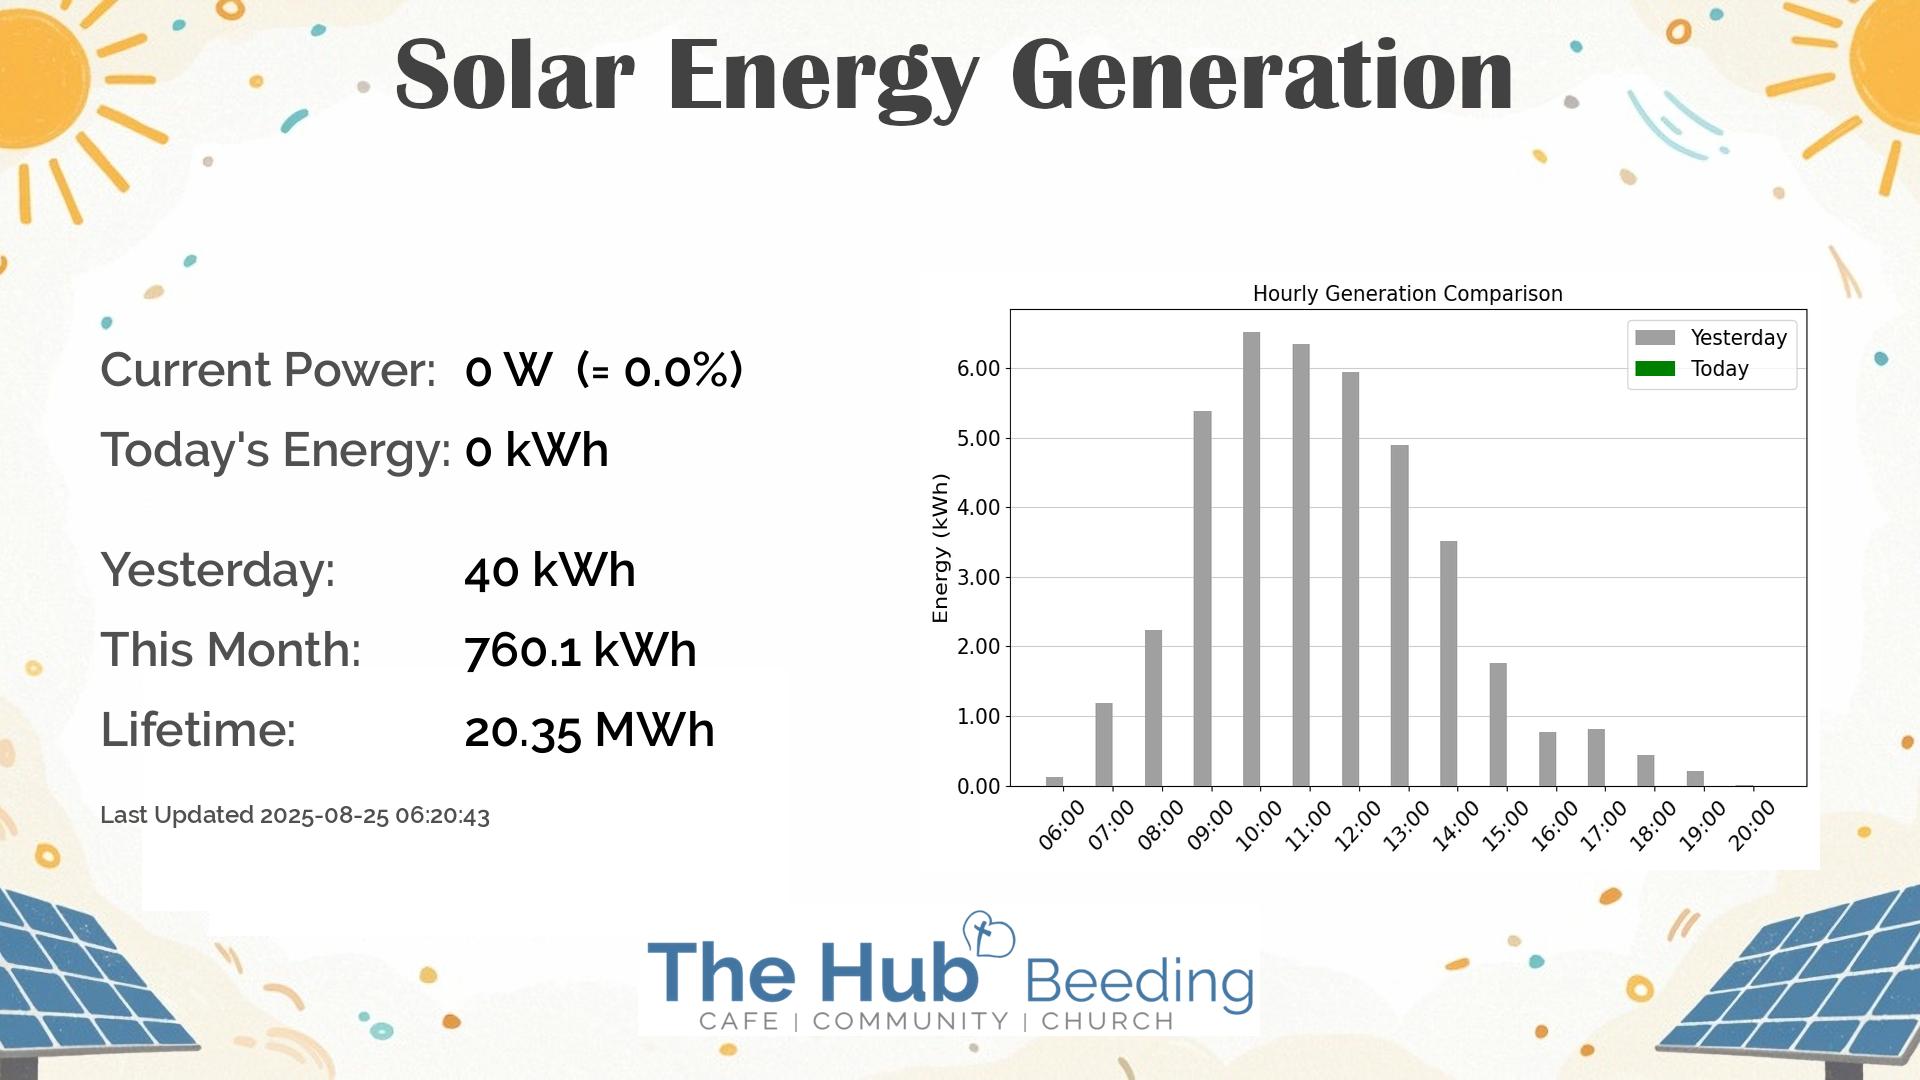 Solar Energy Generation
Current Power: 0 W (= 0.0%)
Today's Energy: 0 kWh
Yesterday: 40 kWh
This Month: 760.1 kWh
Lifetime: 20.35 MWh
Last Updated 2025-08-25 06:20:43
Hourly Generation Comparison
Yesterday
Today
Energy (kWh)
6.00
5.00
4.00
3.00
2.00
1.00
0.00
06:00 07:00 08:00 09:00 10:00 11:00 12:00 13:00 14:00 15:00 16:00 17:00 18:00 19:00 20:00
The Hub Beeding
CAFE | COMMUNITY | CHURCH